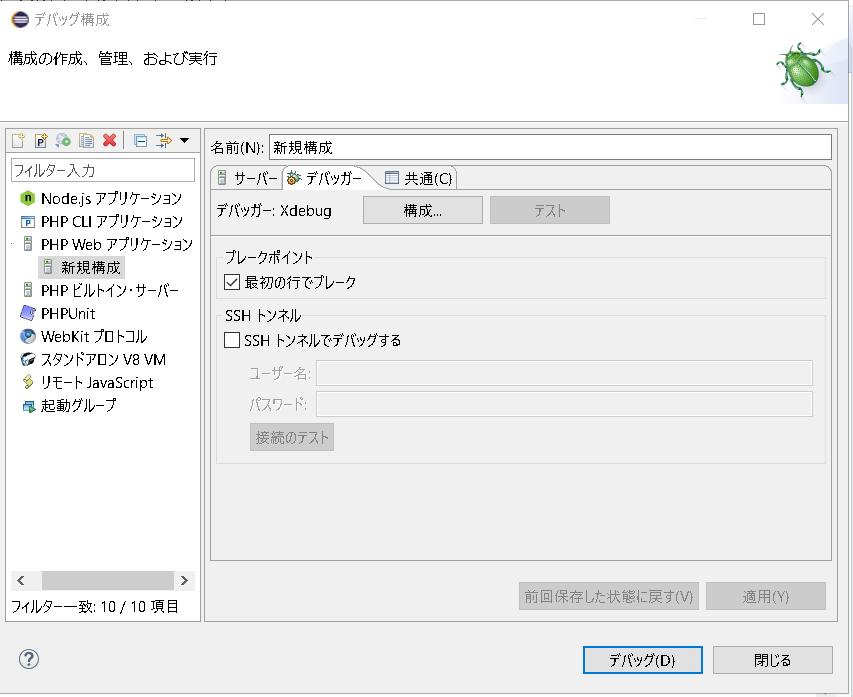 デバッグ構成
構成の作成、管理、および実行
フィルター入力
Node.js アプリケーション
PHP CLI アプリケーション
PHP Web アプリケーション
新規構成
PHP ビルトイン・サーバー
PHPUnit
WebKit プロトコル
スタンドアロン V8 VM
リモート JavaScript
起動グループ
フィルター一致: 10 / 10 項目
名前(N): 新規構成
サーバー デバッガー 共通(C)
デバッガー: Xdebug 構成... テスト
ブレークポイント
最初の行でブレーク
SSH トンネル
SSH トンネルでデバッグする
ユーザー名:
パスワード:
接続のテスト
前回保存した状態に戻す(V) 適用(Y)
デバッグ(D) 閉じる